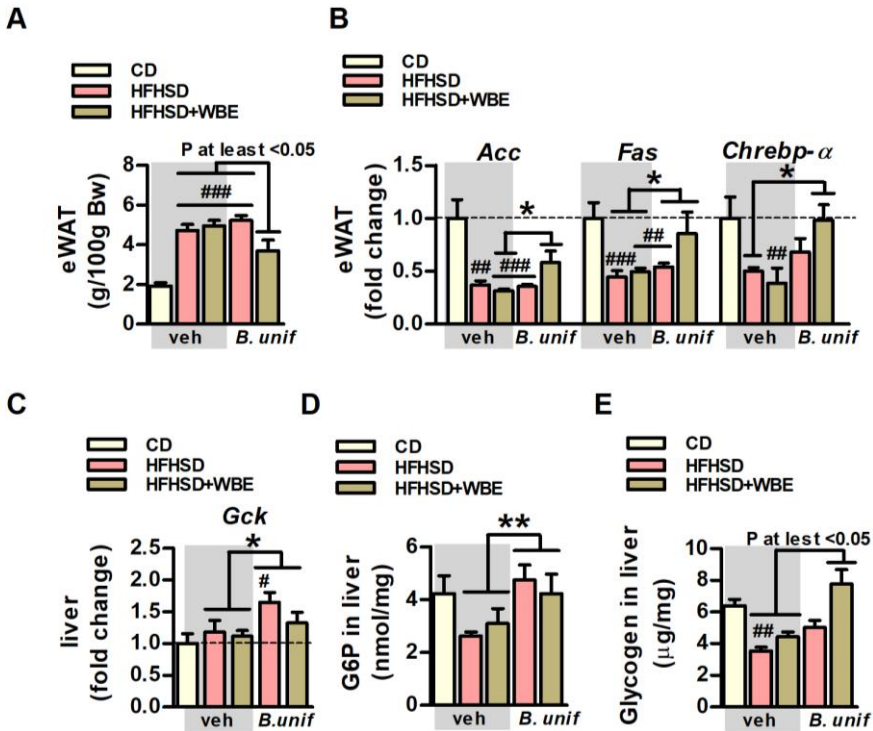 A
CD
HFHSD
HFHSD+WBE
P at least <0.05
###
eWAT
(g/100g Bw)
8
6
4
2
0
veh B. unif
B
CD
HFHSD
HFHSD+WBE
Acc Fas Chrebp-α
* * *
## ### ### ## ##
eWAT
(fold change)
1.5
1.0
0.5
0.0
veh B. unif veh B. unif veh B. unif
C
CD
HFHSD
HFHSD+WBE
Gck
*
#
liver
(fold change)
2.5
2.0
1.5
1.0
0.5
0.0
veh B.unif
D
CD
HFHSD
HFHSD+WBE
**
G6P in liver
(nmol/mg)
6
4
2
0
veh B. unif
E
CD
HFHSD
HFHSD+WBE
P at lest <0.05
##
Glycogen in liver
(µg/mg)
10
8
6
4
2
0
veh B. unif